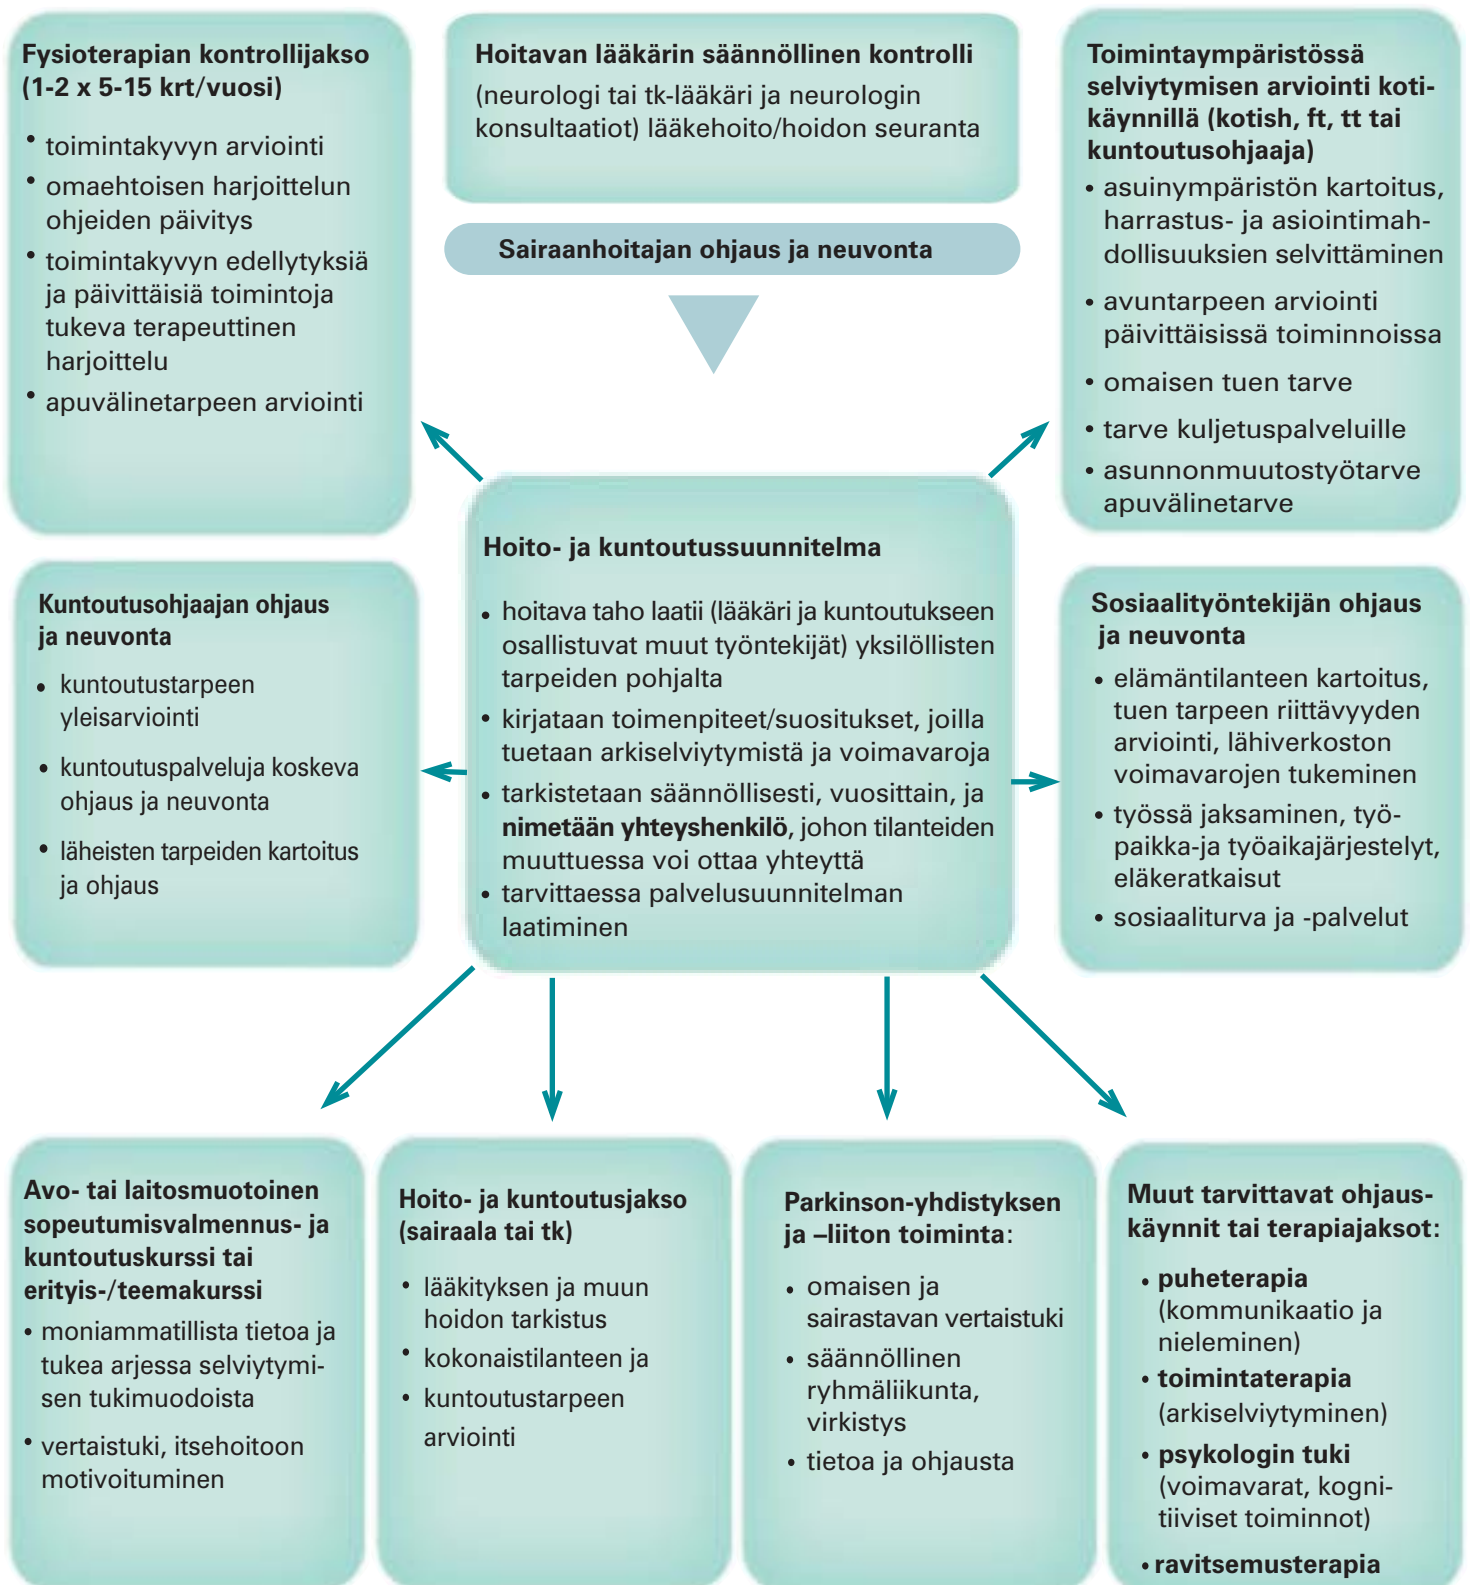 Fysioterapian kontrollijakso
(1-2 x 5-15 krt/vuosi)
• toimintakyvyn arviointi
• omaehtoisen harjoittelun
ohjeiden päivitys
• toimintakyvyn edellytyksiä
ja päivittäisiä toimintoja
tukeva terapeuttinen
harjoittelu
• apuvälinetarpeen arviointi
Hoitavan lääkärin säännöllinen kontrolli
(neurologi tai tk-lääkäri ja neurologin
konsultaatiot) lääkehoito/hoidon seuranta
Sairaanhoitajan ohjaus ja neuvonta
Toimintaympäristössä
selviytymisen arviointi koti-
käynnillä (kotish, ft, tt tai
kuntoutusohjaaja)
• asuinympäristön kartoitus,
harrastus- ja asiointimah-
dollisuuksien selvittäminen
• avuntarpeen arviointi
päivittäisissä toiminnoissa
• omaisen tuen tarve
• tarve kuljetuspalveluille
• asunnonmuutostyötarve
apuvälinetarve
Hoito- ja kuntoutussuunnitelma
• hoitava taho laatii (lääkäri ja kuntoutukseen
osallistuvat muut työntekijät) yksilöllisten
tarpeiden pohjalta
• kirjataan toimenpiteet/suositukset, joilla
tuetaan arkiselviytymistä ja voimavaroja
• tarkistetaan säännöllisesti, vuosittain, ja
nimetään yhteyshenkilö, johon tilanteiden
muuttuessa voi ottaa yhteyttä
• tarvittaessa palvelusuunnitelman
laatiminen
Kuntoutusohjaajan ohjaus
ja neuvonta
• kuntoutustarpeen
yleisarviointi
• kuntoutuspalveluja koskeva
ohjaus ja neuvonta
• läheisten tarpeiden kartoitus
ja ohjaus
Sosiaalityöntekijän ohjaus
ja neuvonta
• elämäntilanteen kartoitus,
tuen tarpeen riittävyyden
arviointi, lähiverkoston
voimavarojen tukeminen
• työssä jaksaminen, työ-
paikka-ja työaikajärjestelyt,
eläkeratkaisut
• sosiaaliturva ja -palvelut
Avo- tai laitosmuotoinen
sopeutumisvalmennus- ja
kuntoutuskurssi tai
erityis-/teemakurssi
• moniammatillista tietoa ja
tukea arjessa selviytymi-
sen tukimuodoista
• vertaistuki, itsehoitoon
motivoituminen
Hoito- ja kuntoutusjakso
(sairaala tai tk)
• lääkityksen ja muun
hoidon tarkistus
• kokonaistilanteen ja
• kuntoutustarpeen
arviointi
Parkinson-yhdistyksen
ja –liiton toiminta:
• omaisen ja
sairastavan vertaistuki
• säännöllinen
ryhmäliikunta,
virkistys
• tietoa ja ohjausta
Muut tarvittavat ohjaus-
käynnit tai terapiajaksot:
• puheterapia
(kommunikaatio ja
nieleminen)
• toimintaterapia
(arkiselviytyminen)
• psykologin tuki
(voimavarat, kogni-
tiiviset toiminnot)
• ravitsemusterapia